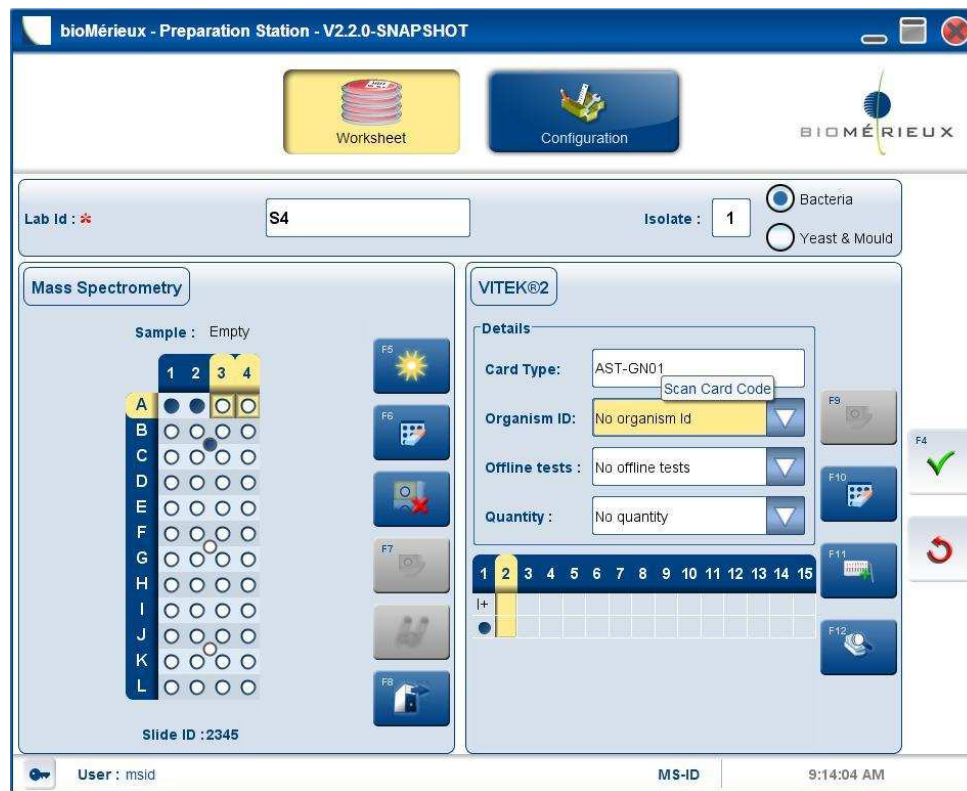 bioMérieux - Preparation Station - V2.2.0-SNAPSHOT
Worksheet
Configuration
BIOMÉRIEUX
Lab Id : *
S4
Isolate : 1
Bacteria
Yeast & Mould
Mass Spectrometry
Sample : Empty
1 2 3 4
A
B
C
D
E
F
G
H
I
J
K
L
Slide ID :2345
F5
F6
F7
F8
VITEK®2
Details
Card Type: AST-GN01
Scan Card Code
Organism ID: No organism Id
Offline tests : No offline tests
Quantity : No quantity
1 2 3 4 5 6 7 8 9 10 11 12 13 14 15
I+
F9
F10
F11
F12
F4
User : msid
MS-ID
9:14:04 AM